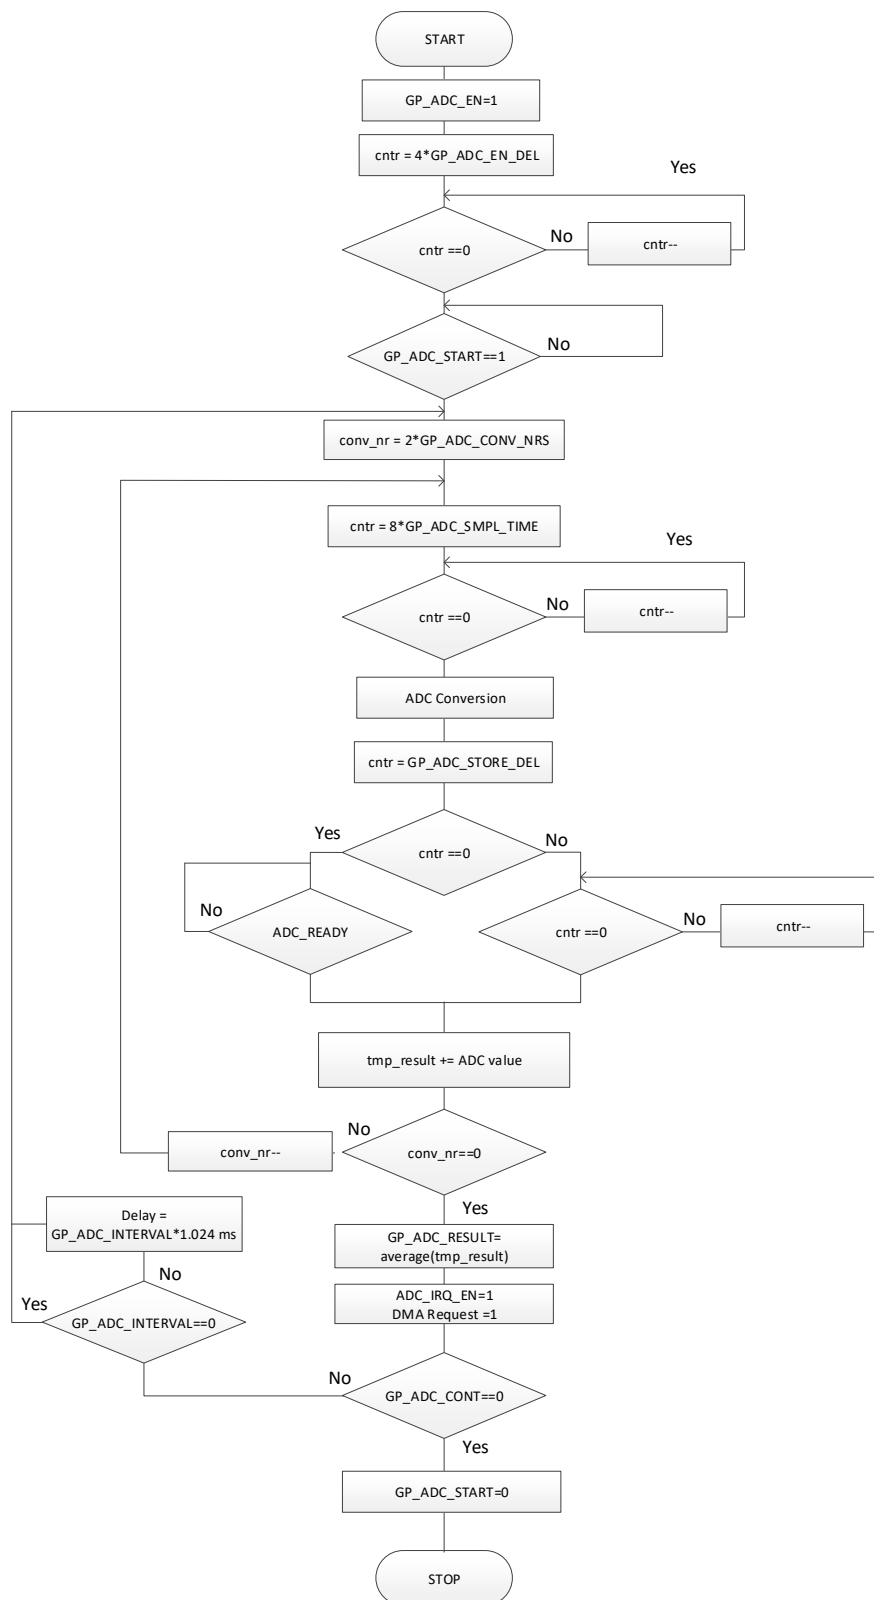 START
GP_ADC_EN=1
cntr = 4*GP_ADC_EN_DEL
Yes
cntr ==0
No
cntr--
GP_ADC_START==1
No
conv_nr = 2*GP_ADC_CONV_NRS
cntr = 8*GP_ADC_SMPL_TIME
Yes
cntr ==0
No
cntr--
ADC Conversion
cntr = GP_ADC_STORE_DEL
Yes
cntr ==0
No
No
ADC_READY
cntr ==0
No
cntr--
tmp_result += ADC value
conv_nr--
No
conv_nr==0
Yes
Delay =
GP_ADC_INTERVAL*1.024 ms
GP_ADC_RESULT=
average(tmp_result)
No
ADC_IRQ_EN=1
DMA Request =1
Yes
GP_ADC_INTERVAL==0
No
GP_ADC_CONT==0
Yes
GP_ADC_START=0
STOP